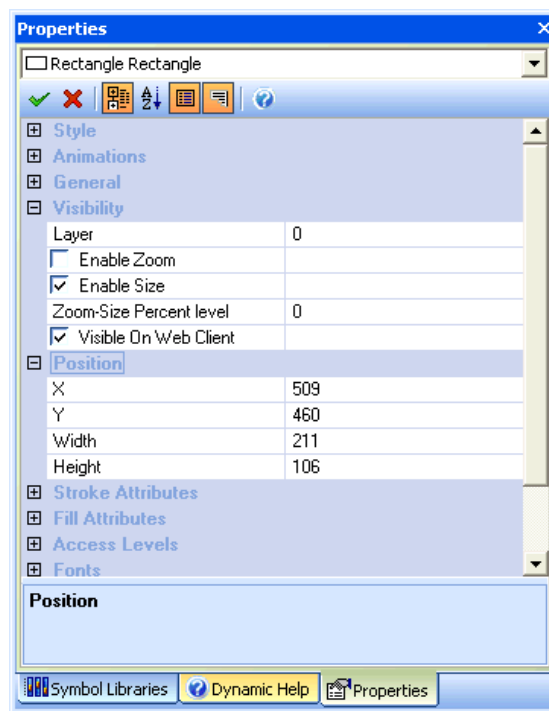 Properties
Rectangle Rectangle
Style
Animations
General
Visibility
Layer 0
Enable Zoom
Enable Size
Zoom-Size Percent level 0
Visible On Web Client
Position
X 509
Y 460
Width 211
Height 106
Stroke Attributes
Fill Attributes
Access Levels
Fonts
Position
Symbol Libraries Dynamic Help Properties